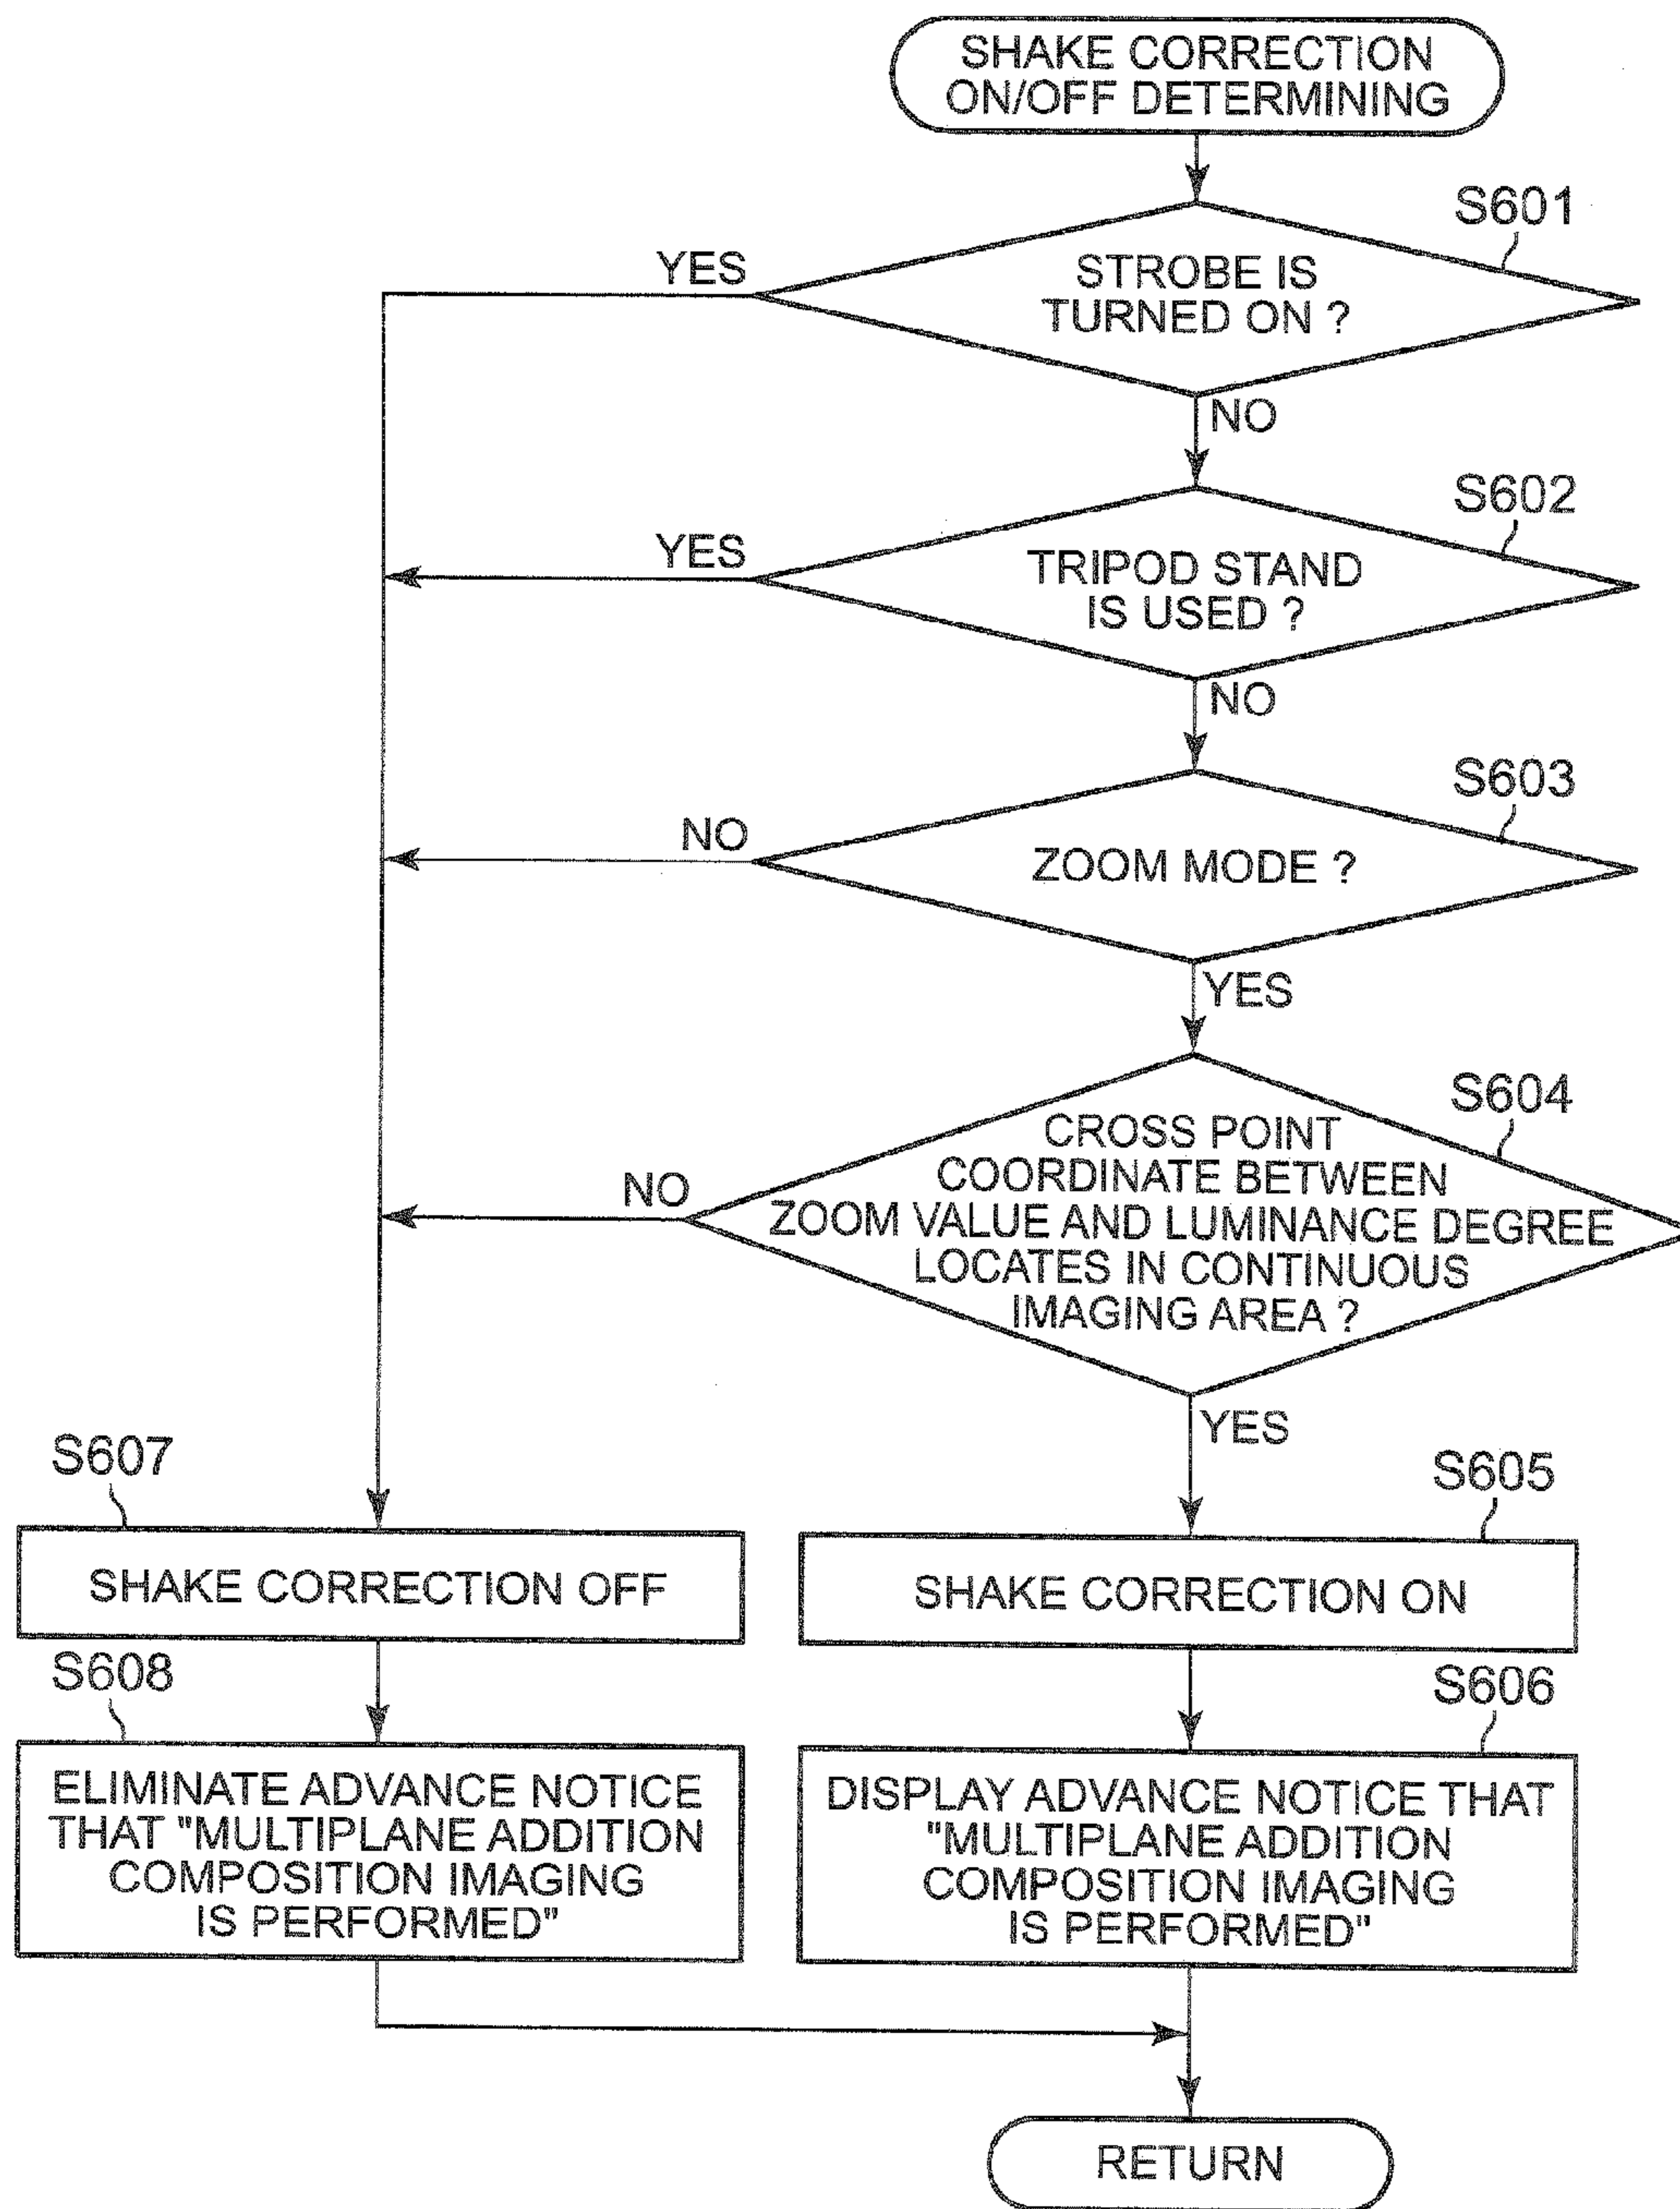 SHAKE CORRECTION
ON/OFF DETERMINING
S601
YES
STROBE IS
TURNED ON ?
NO
S602
YES
TRIPOD STAND
IS USED ?
NO
S603
NO
ZOOM MODE ?
YES
S604
NO
CROSS POINT
COORDINATE BETWEEN
ZOOM VALUE AND LUMINANCE DEGREE
LOCATES IN CONTINUOUS
IMAGING AREA ?
YES
S607
SHAKE CORRECTION OFF
S605
SHAKE CORRECTION ON
S608
ELIMINATE ADVANCE NOTICE
THAT "MULTIPLANE ADDITION
COMPOSITION IMAGING
IS PERFORMED"
S606
DISPLAY ADVANCE NOTICE THAT
"MULTIPLANE ADDITION
COMPOSITION IMAGING
IS PERFORMED"
RETURN